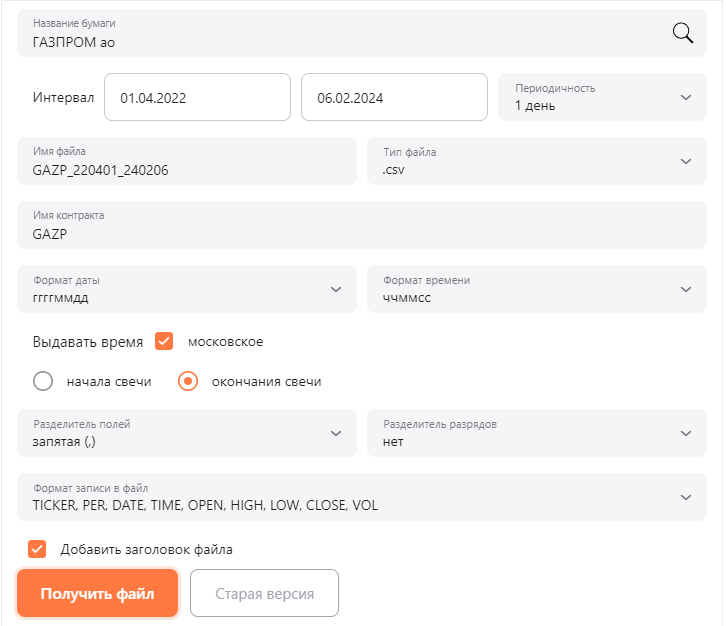 Название бумаги
ГАЗПРОМ ао
Интервал 01.04.2022 06.02.2024 Периодичность
1 день
Имя файла
GAZP_220401_240206
Тип файла
.csv
Имя контракта
GAZP
Формат даты
ггггммдд
Формат времени
ччммсс
Выдавать время московское
начала свечи окончания свечи
Разделитель полей
запятая (,)
Разделитель разрядов
нет
Формат записи в файл
TICKER, PER, DATE, TIME, OPEN, HIGH, LOW, CLOSE, VOL
Добавить заголовок файла
Получить файл Старая версия